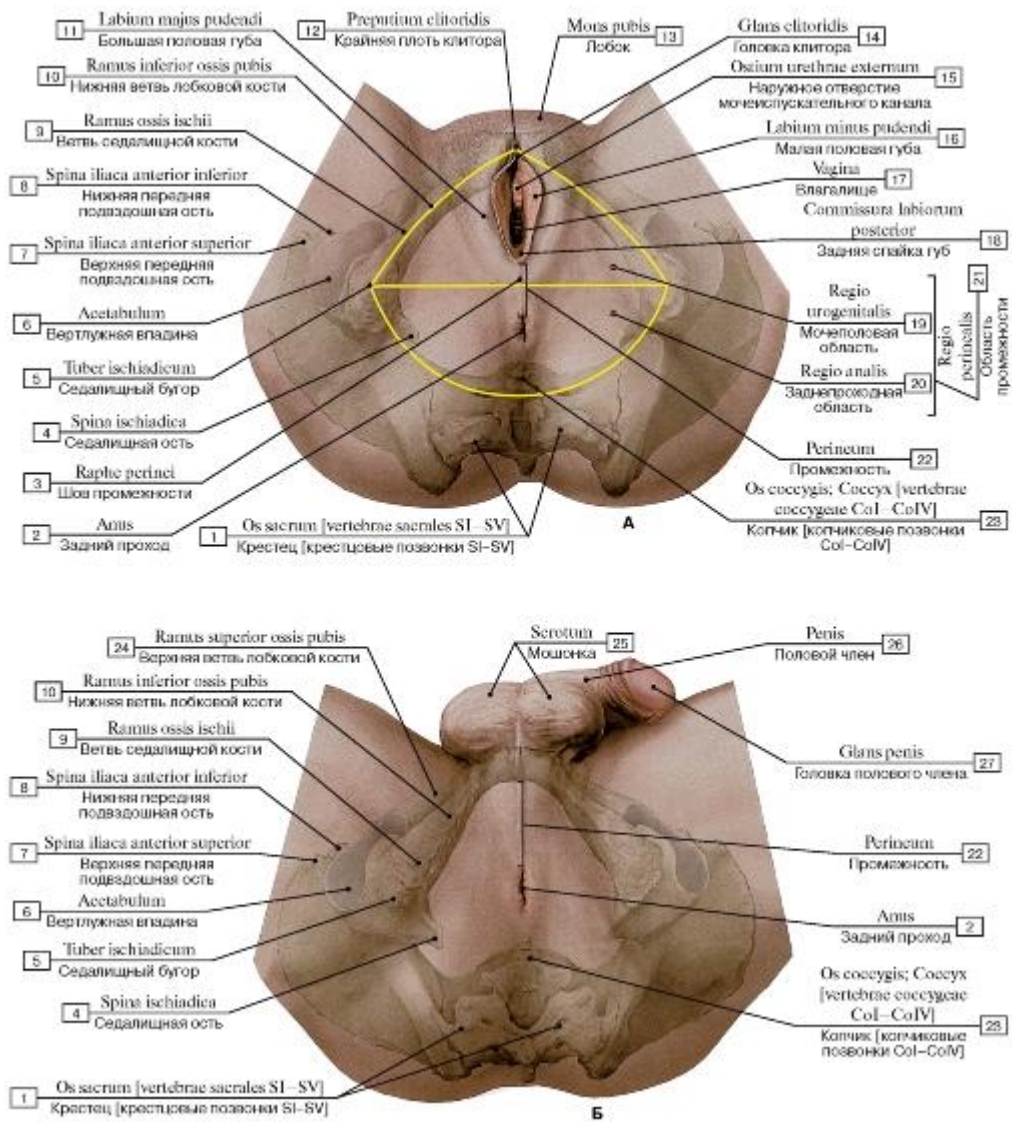 11
Labium majus pudendi
Большая половая губа
12
Preputium clitoridis
Крайняя плоть клитора
Mons pubis
Лобок
13
Glans clitoridis
Головка клитора
14
10
Ramus inferior ossis pubis
Нижняя ветвь лобковой кости
Ostium urethrae externum
Наружное отверстие
мочеиспускательного канала
15
9
Ramus ossis ischii
Ветвь седалищной кости
Labium minus pudendi
Малая половая губа
16
8
Spina iliaca anterior inferior
Нижняя передняя
подвздошная ость
Vagina
Влагалище
17
7
Spina iliaca anterior superior
Верхняя передняя
подвздошная ость
Commissura labiorum
posterior
Задняя спайка губ
18
6
Acetabulum
Вертлужная впадина
Regio
urogenitalis
Мочеполовая
область
19
5
Tuber ischiadicum
Седалищный бугор
Regio analis
Заднепроходная
область
20
Regio
perinealis
Область
промежности
21
4
Spina ischiadica
Седалищная ость
Perineum
Промежность
22
3
Raphe perinei
Шов промежности
Os coccygis; Coccyx [vertebrae
coccygeae CoI–CoIV]
Копчик [копчиковые позвонки
CoI–CoIV]
23
2
Anus
Задний проход
1
Os sacrum [vertebrae sacrales SI–SV]
Крестец [крестцовые позвонки SI–SV]
А
24
Ramus superior ossis pubis
Верхняя ветвь лобковой кости
Scrotum
Мошонка
25
Penis
Половой член
26
10
Ramus inferior ossis pubis
Нижняя ветвь лобковой кости
9
Ramus ossis ischii
Ветвь седалищной кости
Glans penis
Головка полового члена
27
8
Spina iliaca anterior inferior
Нижняя передняя
подвздошная ость
7
Spina iliaca anterior superior
Верхняя передняя
подвздошная ость
Perineum
Промежность
22
6
Acetabulum
Вертлужная впадина
Anus
Задний проход
2
5
Tuber ischiadicum
Седалищный бугор
Os coccygis; Coccyx
[vertebrae coccygeae
CoI–CoIV]
Копчик [копчиковые
позвонки CoI–CoIV]
23
4
Spina ischiadica
Седалищная ость
1
Os sacrum [vertebrae sacrales SI–SV]
Крестец [крестцовые позвонки SI–SV]
Б